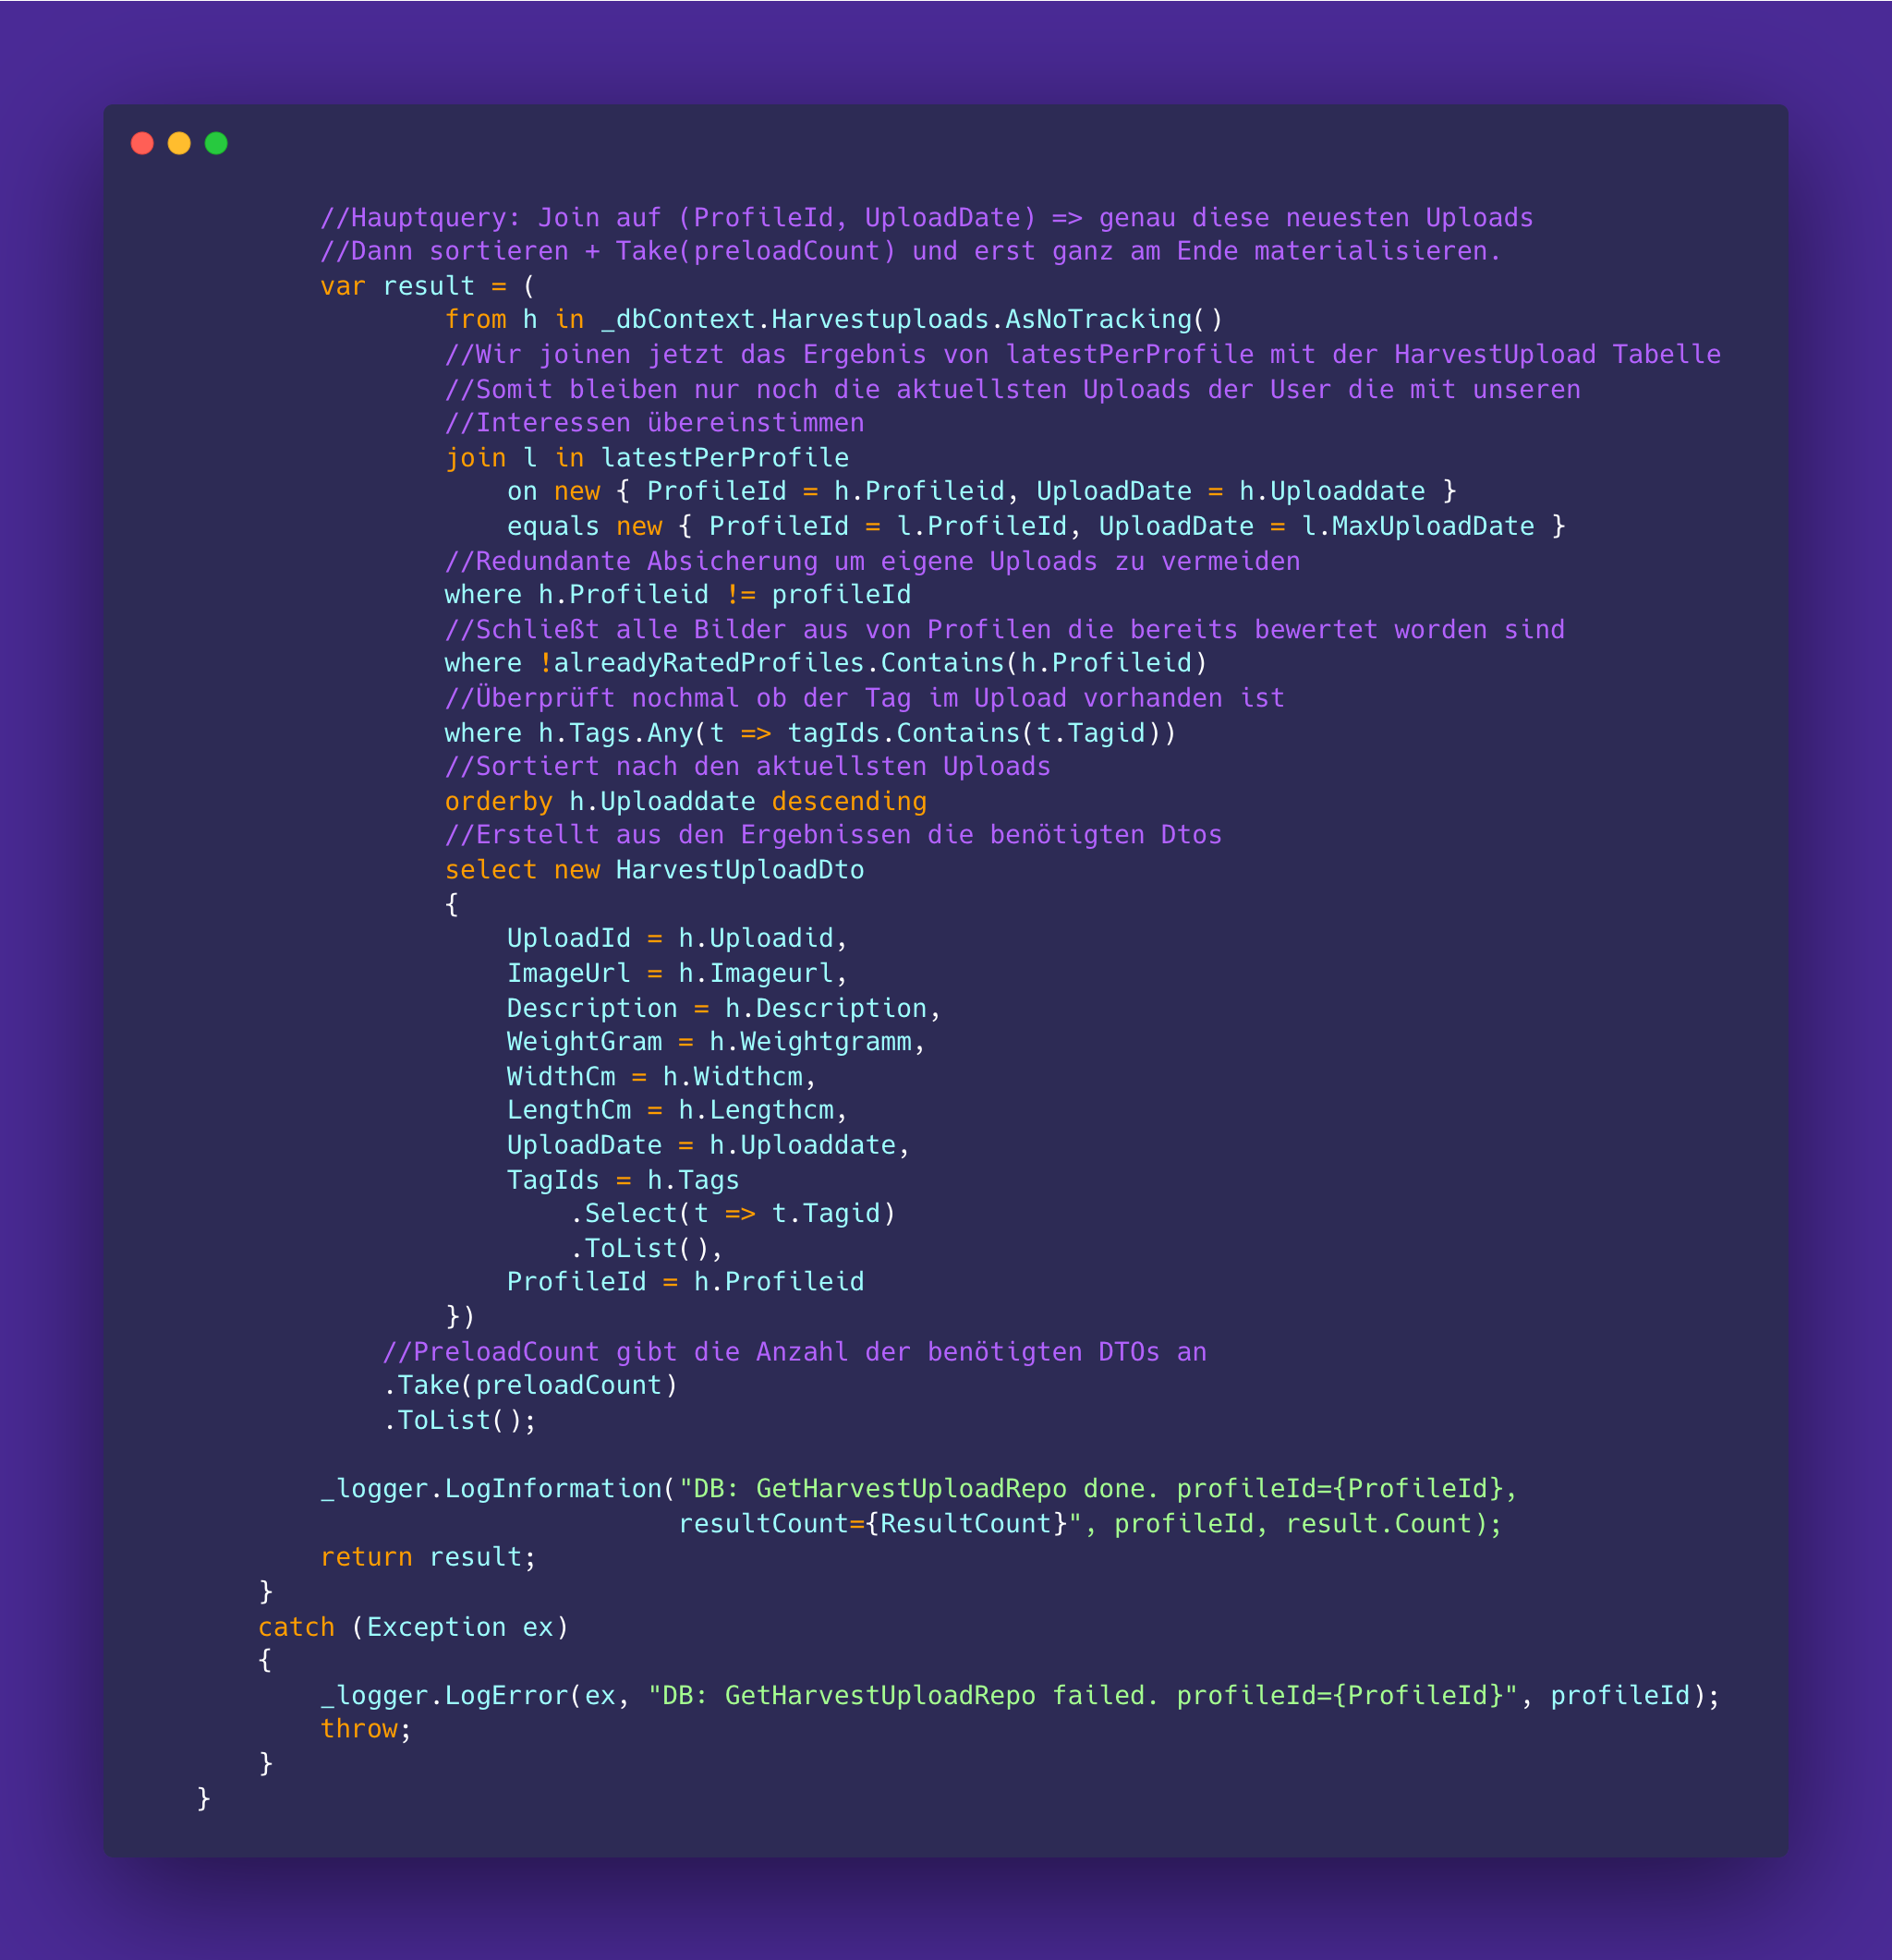 //Hauptquery: Join auf (ProfileId, UploadDate) => genau diese neuesten Uploads
//Dann sortieren + Take(preloadCount) und erst ganz am Ende materialisieren.
var result = (
from h in _dbContext.Harvestuploads.AsNoTracking()
//Wir joinen jetzt das Ergebnis von latestPerProfile mit der HarvestUpload Tabelle
//Somit bleiben nur noch die aktuellsten Uploads der User die mit unseren
//Interessen übereinstimmen
join l in latestPerProfile
on new { ProfileId = h.Profileid, UploadDate = h.Uploaddate }
equals new { ProfileId = l.ProfileId, UploadDate = l.MaxUploadDate }
//Redundante Absicherung um eigene Uploads zu vermeiden
where h.Profileid != profileId
//Schließt alle Bilder aus von Profilen die bereits bewertet worden sind
where !alreadyRatedProfiles.Contains(h.Profileid)
//Überprüft nochmal ob der Tag im Upload vorhanden ist
where h.Tags.Any(t => tagIds.Contains(t.Tagid))
//Sortiert nach den aktuellsten Uploads
orderby h.Uploaddate descending
//Erstellt aus den Ergebnissen die benötigten Dtos
select new HarvestUploadDto
{
UploadId = h.Uploadid,
ImageUrl = h.Imageurl,
Description = h.Description,
WeightGram = h.Weightgramm,
WidthCm = h.Widthcm,
LengthCm = h.Lengthcm,
UploadDate = h.Uploaddate,
TagIds = h.Tags
.Select(t => t.Tagid)
.ToList(),
ProfileId = h.Profileid
})
//PreloadCount gibt die Anzahl der benötigten DTOs an
.Take(preloadCount)
.ToList();
_logger.LogInformation("DB: GetHarvestUploadRepo done. profileId={ProfileId},
resultCount={ResultCount}", profileId, result.Count);
return result;
}
catch (Exception ex)
{
_logger.LogError(ex, "DB: GetHarvestUploadRepo failed. profileId={ProfileId}", profileId);
throw;
}
}